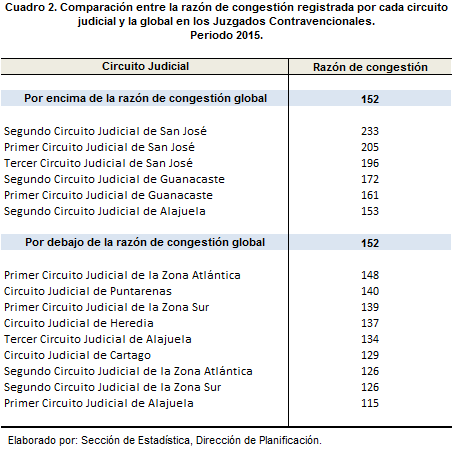 Cuadro 2. Comparación entre la razón de congestión registrada por cada circuito
judicial y la global en los Juzgados Contravencionales.
Periodo 2015.
Circuito Judicial Razón de congestión
Por encima de la razón de congestión global 152
Segundo Circuito Judicial de San José 233
Primer Circuito Judicial de San José 205
Tercer Circuito Judicial de San José 196
Segundo Circuito Judicial de Guanacaste 172
Primer Circuito Judicial de Guanacaste 161
Segundo Circuito Judicial de Alajuela 153
Por debajo de la razón de congestión global 152
Primer Circuito Judicial de la Zona Atlántica 148
Circuito Judicial de Puntarenas 140
Primer Circuito Judicial de la Zona Sur 139
Circuito Judicial de Heredia 137
Tercer Circuito Judicial de Alajuela 134
Circuito Judicial de Cartago 129
Segundo Circuito Judicial de la Zona Atlántica 126
Segundo Circuito Judicial de la Zona Sur 126
Primer Circuito Judicial de Alajuela 115
Elaborado por: Sección de Estadística, Dirección de Planificación.